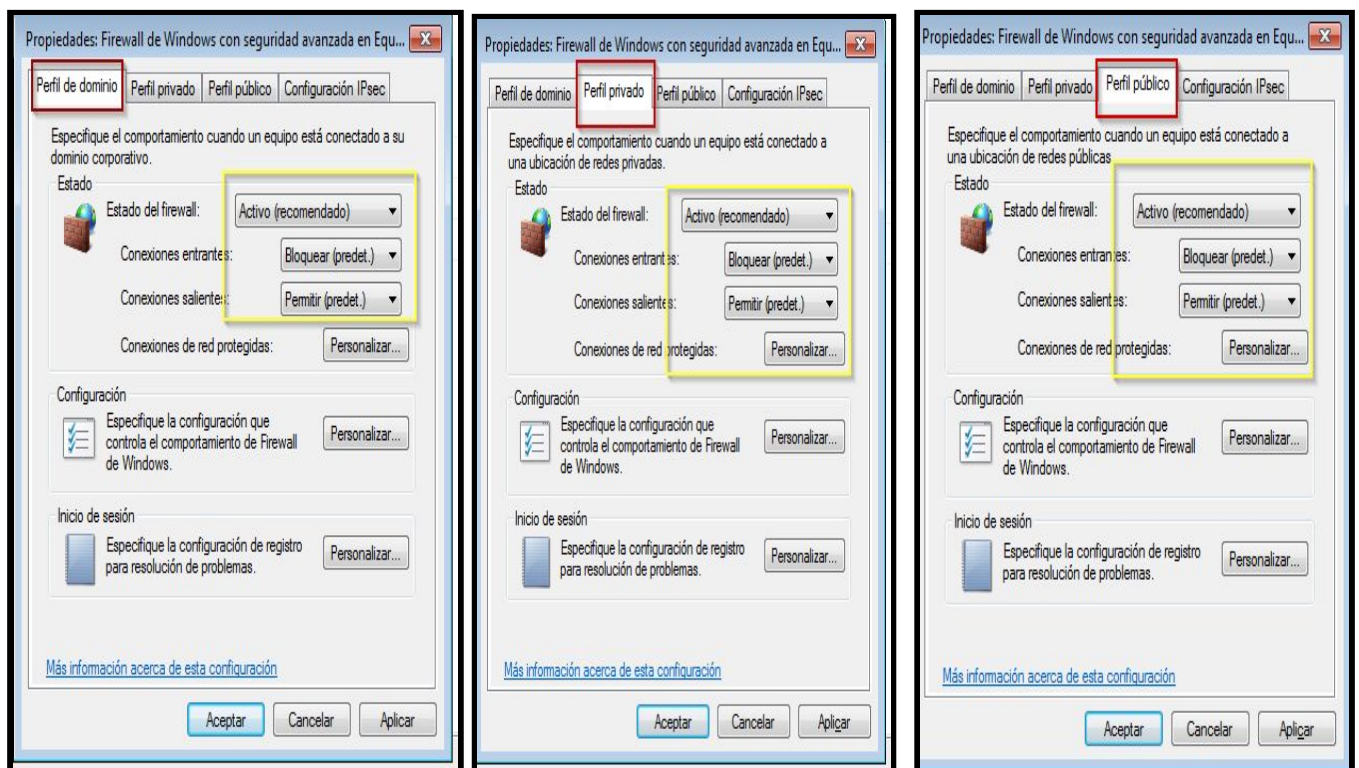 Propiedades: Firewall de Windows con seguridad avanzada en Equ...
Perfil de dominio Perfil privado Perfil público Configuración IPsec
Especifique el comportamiento cuando un equipo está conectado a su
dominio corporativo.
Estado
Estado del firewall: Activo (recomendado)
Conexiones entrantes: Bloquear (predet.)
Conexiones salientes: Permitir (predet.)
Conexiones de red protegidas: Personalizar...
Configuración
Especifique la configuración que
controla el comportamiento de Firewall Personalizar...
de Windows.
Inicio de sesión
Especifique la configuración de registro
para resolución de problemas. Personalizar...
Más información acerca de esta configuración
Aceptar Cancelar Aplicar
Propiedades: Firewall de Windows con seguridad avanzada en Equ...
Perfil de dominio Perfil privado Perfil público Configuración IPsec
Especifique el comportamiento cuando un equipo está conectado a
una ubicación de redes privadas.
Estado
Estado del firewall: Activo (recomendado)
Conexiones entrantes: Bloquear (predet.)
Conexiones salientes: Permitir (predet.)
Conexiones de red protegidas: Personalizar...
Configuración
Especifique la configuración que
controla el comportamiento de Firewall Personalizar...
de Windows.
Inicio de sesión
Especifique la configuración de registro
para resolución de problemas. Personalizar...
Más información acerca de esta configuración
Aceptar Cancelar Aplicar
Propiedades: Firewall de Windows con seguridad avanzada en Equ...
Perfil de dominio Perfil privado Perfil público Configuración IPsec
Especifique el comportamiento cuando un equipo está conectado a
una ubicación de redes públicas
Estado
Estado del firewall: Activo (recomendado)
Conexiones entrantes: Bloquear (predet.)
Conexiones salientes: Permitir (predet.)
Conexiones de red protegidas: Personalizar...
Configuración
Especifique la configuración que
controla el comportamiento de Firewall Personalizar...
de Windows.
Inicio de sesión
Especifique la configuración de registro
para resolución de problemas. Personalizar...
Más información acerca de esta configuración
Aceptar Cancelar Aplicar